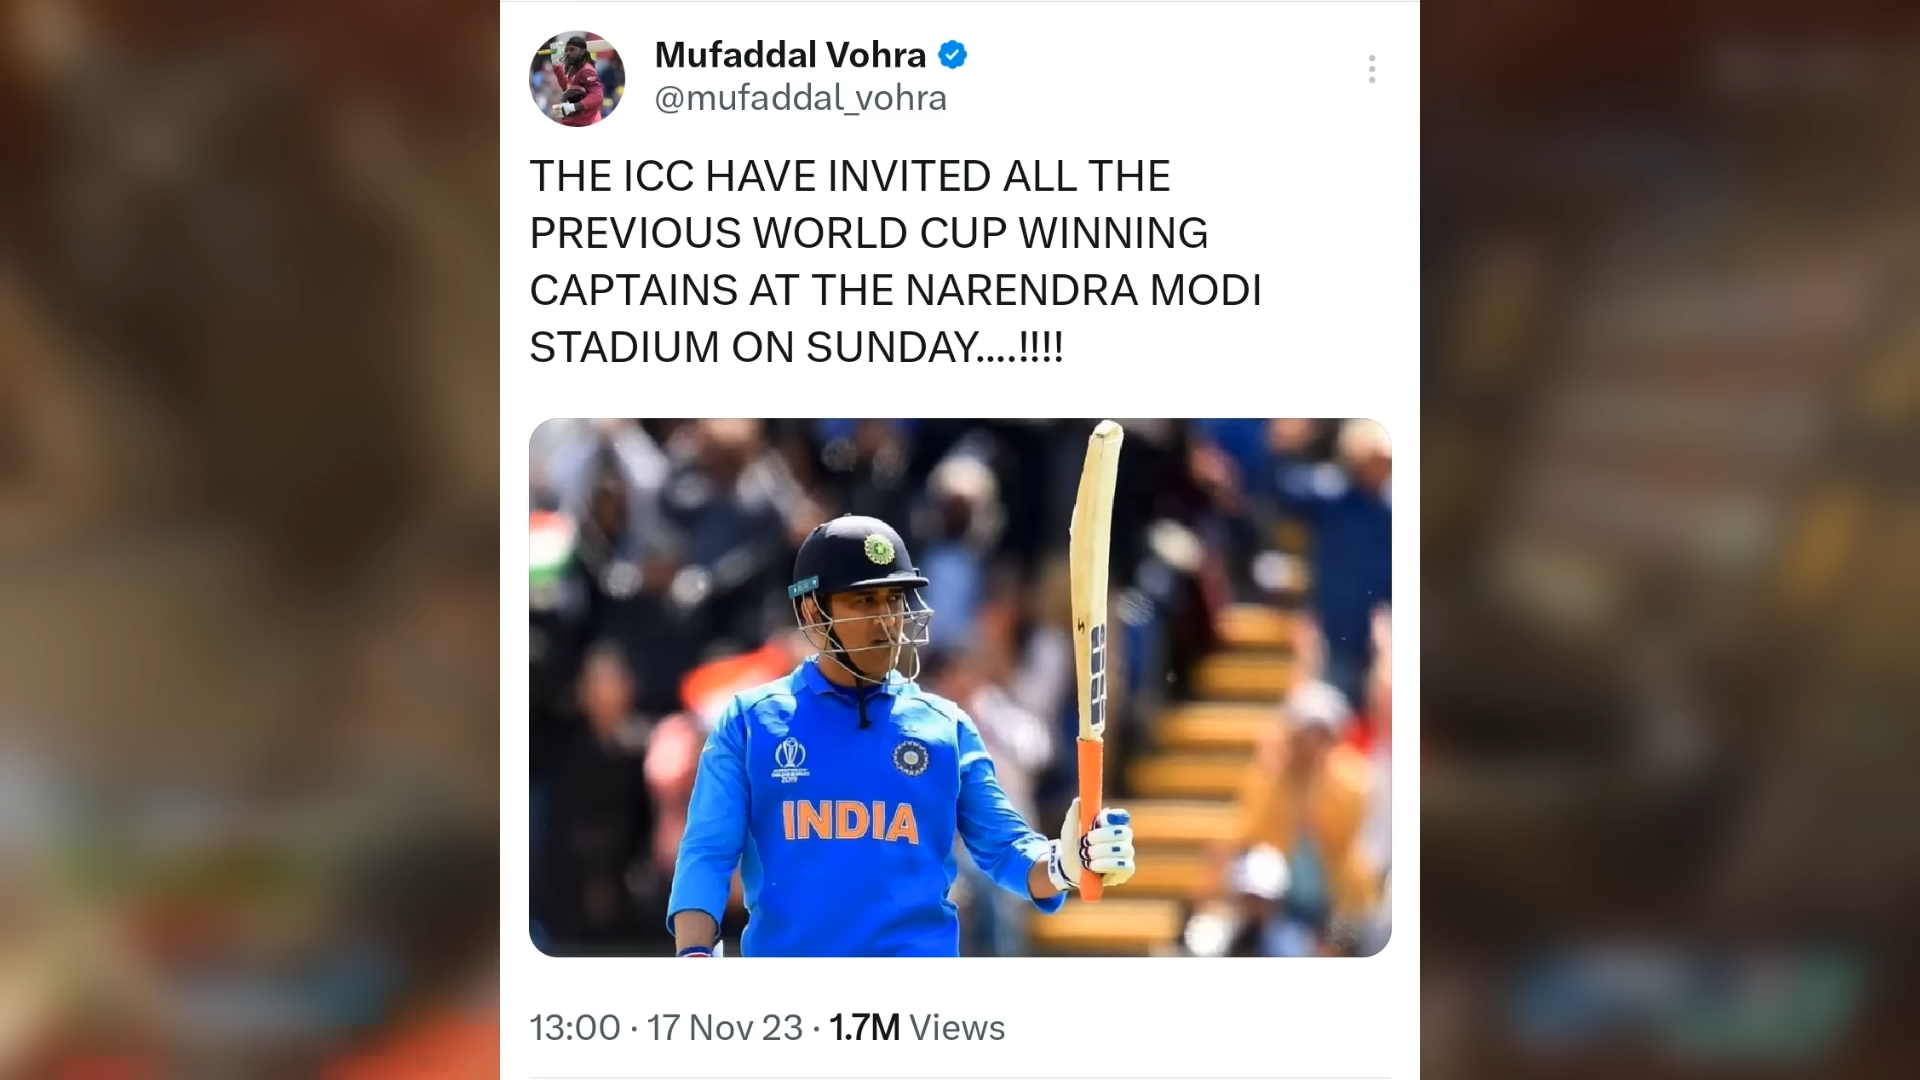 Mufaddal Vohra
@mufaddal_vohra
THE ICC HAVE INVITED ALL THE
PREVIOUS WORLD CUP WINNING
CAPTAINS AT THE NARENDRA MODI
STADIUM ON SUNDAY....!!!!
2019
INDIA
13:00 · 17 Nov 23 · 1.7M Views